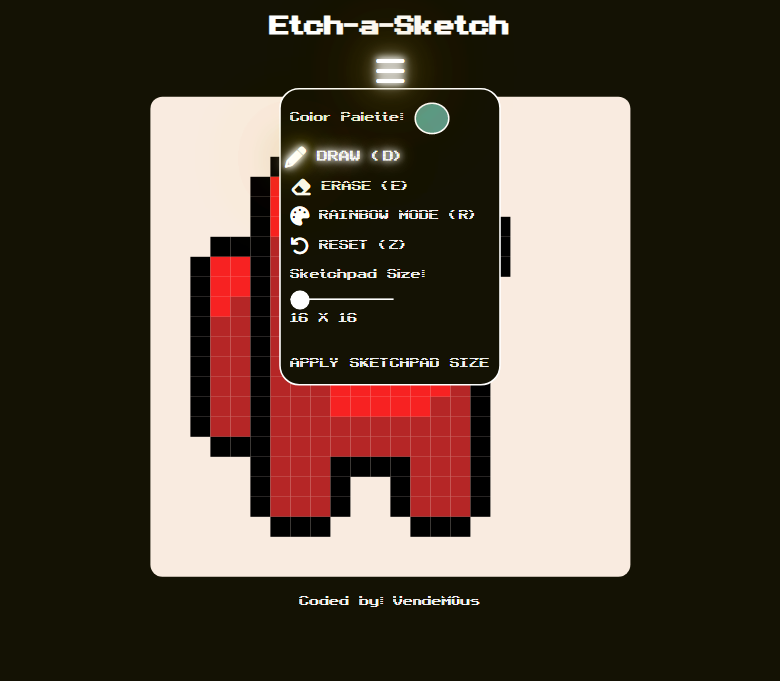 Etch-a-Sketch
Color Palette:
DRAW (D)
ERASE (E)
RAINBOW MODE (R)
RESET (Z)
Sketchpad Size:
16 X 16
APPLY SKETCHPAD SIZE
Coded by: VendeM0us